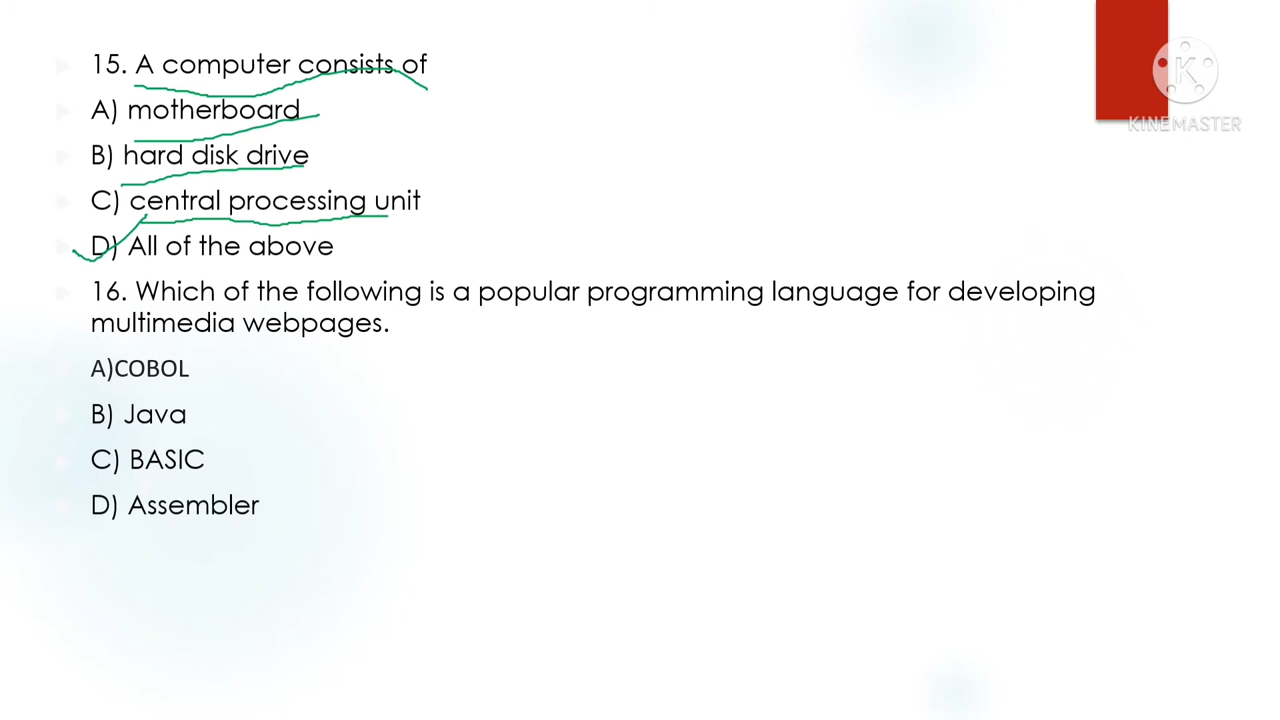 15. A computer consists of
A) motherboard
B) hard disk drive
C) central processing unit
D) All of the above
16. Which of the following is a popular programming language for developing
multimedia webpages.
A)COBOL
B) Java
C) BASIC
D) Assembler
K
KINEMASTER